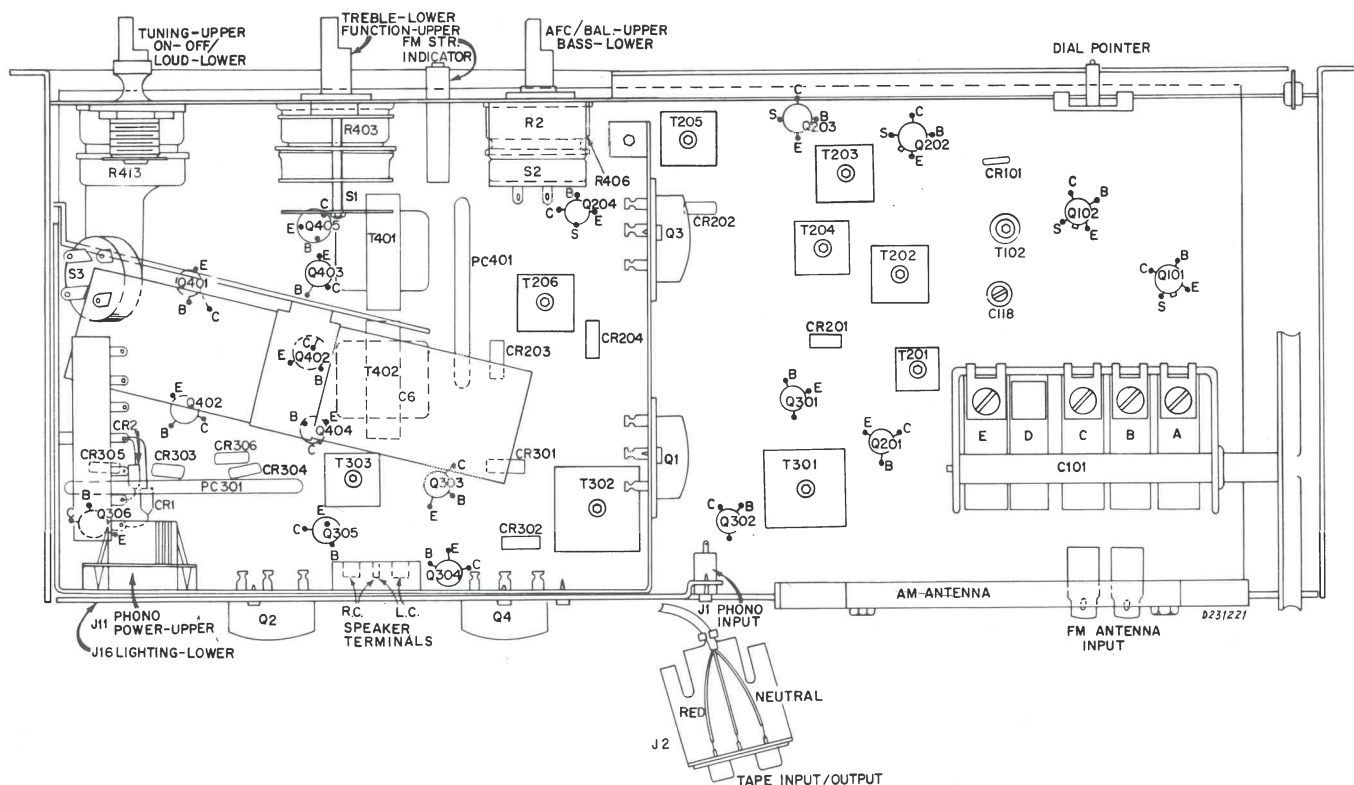 TUNING-UPPER
ON-OFF/
LOUD-LOWER
TREBLE-LOWER
FUNCTION-UPPER
FM STR.
INDICATOR
AFC/BAL.-UPPER
BASS-LOWER
DIAL POINTER
R413
R403
S1
R2
S2
R406
T205
C
S B
Q203
E
C
S B
Q202
E
T203
CR101
C B
Q102
S E
B
C Q204 E
S
Q3
CR202
T204
T202
T102
B
C Q101
E
S
C118
C
E Q405
B
T401
PC401
S3
E
Q401
B C
E
Q403
B C
T206
CR204
CR203
CR201
T201
C
Q402
E B
T402
C6
B E
Q301
C
E C
Q201
B
E D C B A
C101
E
Q402
C
B E
Q404
C
CR2
CR306
CR305
CR303
CR304
PC301
CR1
T303
C
Q303
B
E
CR301
T302
Q1
T301
B
C
Q306
E
E
C Q305
B
CR302
C B
Q302
E
B C
Q304
J11 PHONO
POWER-UPPER
J16 LIGHTING-LOWER
Q2
R.C. L.C.
SPEAKER
TERMINALS
Q4
J1 PHONO
INPUT
AM-ANTENNA
FM ANTENNA
INPUT
D231221
RED
NEUTRAL
J2
TAPE INPUT/OUTPUT